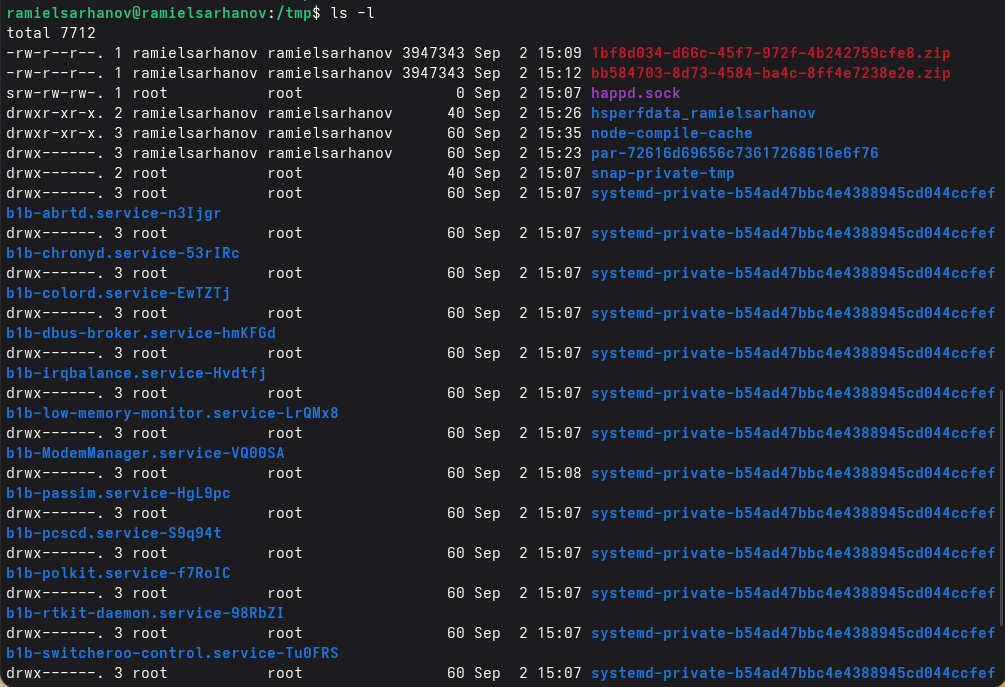 ramielsarhanov@ramielsarhanov:/tmp$ ls -l
total 7712
-rw-r--r--. 1 ramielsarhanov ramielsarhanov 3947343 Sep  2 15:09 1bf8d034-d66c-45f7-972f-4b242759cfe8.zip
-rw-r--r--. 1 ramielsarhanov ramielsarhanov 3947343 Sep  2 15:12 bb584703-8d73-4584-ba4c-8ff4e7238e2e.zip
srw-rw-rw-. 1 root           root                 0 Sep  2 15:07 happd.sock
drwxr-xr-x. 2 ramielsarhanov ramielsarhanov      40 Sep  2 15:26 hsperfdata_ramielsarhanov
drwxr-xr-x. 3 ramielsarhanov ramielsarhanov      60 Sep  2 15:35 node-compile-cache
drwx------. 3 ramielsarhanov ramielsarhanov      60 Sep  2 15:23 par-72616d69656c73617268616e6f76
drwx------. 2 root           root                40 Sep  2 15:07 snap-private-tmp
drwx------. 3 root           root                60 Sep  2 15:07 systemd-private-b54ad47bbc4e4388945cd044ccfef
b1b-abrtd.service-n3Ijgr
drwx------. 3 root           root                60 Sep  2 15:07 systemd-private-b54ad47bbc4e4388945cd044ccfef
b1b-chronyd.service-53rIRc
drwx------. 3 root           root                60 Sep  2 15:07 systemd-private-b54ad47bbc4e4388945cd044ccfef
b1b-colord.service-EwTZTj
drwx------. 3 root           root                60 Sep  2 15:07 systemd-private-b54ad47bbc4e4388945cd044ccfef
b1b-dbus-broker.service-hmKFGd
drwx------. 3 root           root                60 Sep  2 15:07 systemd-private-b54ad47bbc4e4388945cd044ccfef
b1b-irqbalance.service-Hvdtfj
drwx------. 3 root           root                60 Sep  2 15:07 systemd-private-b54ad47bbc4e4388945cd044ccfef
b1b-low-memory-monitor.service-LrQMx8
drwx------. 3 root           root                60 Sep  2 15:07 systemd-private-b54ad47bbc4e4388945cd044ccfef
b1b-ModemManager.service-VQ00SA
drwx------. 3 root           root                60 Sep  2 15:08 systemd-private-b54ad47bbc4e4388945cd044ccfef
b1b-passim.service-HgL9pc
drwx------. 3 root           root                60 Sep  2 15:07 systemd-private-b54ad47bbc4e4388945cd044ccfef
b1b-pcscd.service-S9q94t
drwx------. 3 root           root                60 Sep  2 15:07 systemd-private-b54ad47bbc4e4388945cd044ccfef
b1b-polkit.service-f7RoIC
drwx------. 3 root           root                60 Sep  2 15:07 systemd-private-b54ad47bbc4e4388945cd044ccfef
b1b-rtkit-daemon.service-98RbZI
drwx------. 3 root           root                60 Sep  2 15:07 systemd-private-b54ad47bbc4e4388945cd044ccfef
b1b-switcheroo-control.service-Tu0FRS
drwx------. 3 root           root                60 Sep  2 15:07 systemd-private-b54ad47bbc4e4388945cd044ccfef